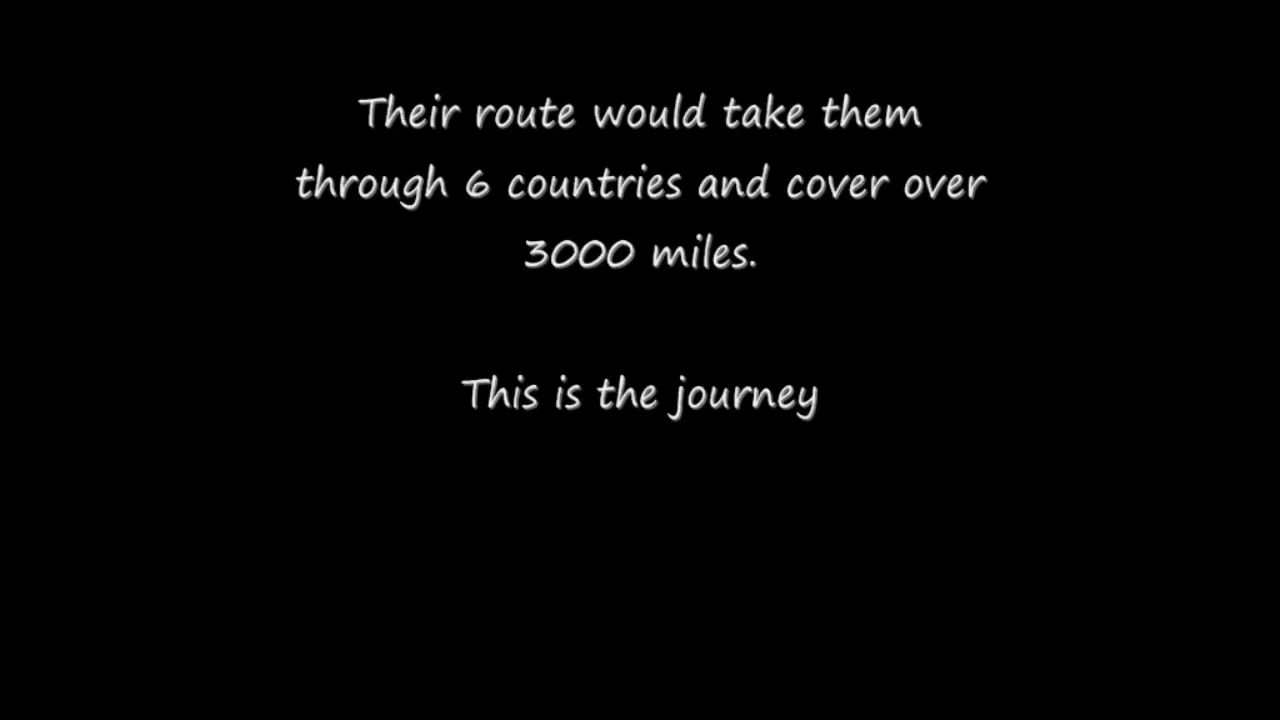 Their route would take them
through 6 countries and cover over
3000 miles.
This is the journey